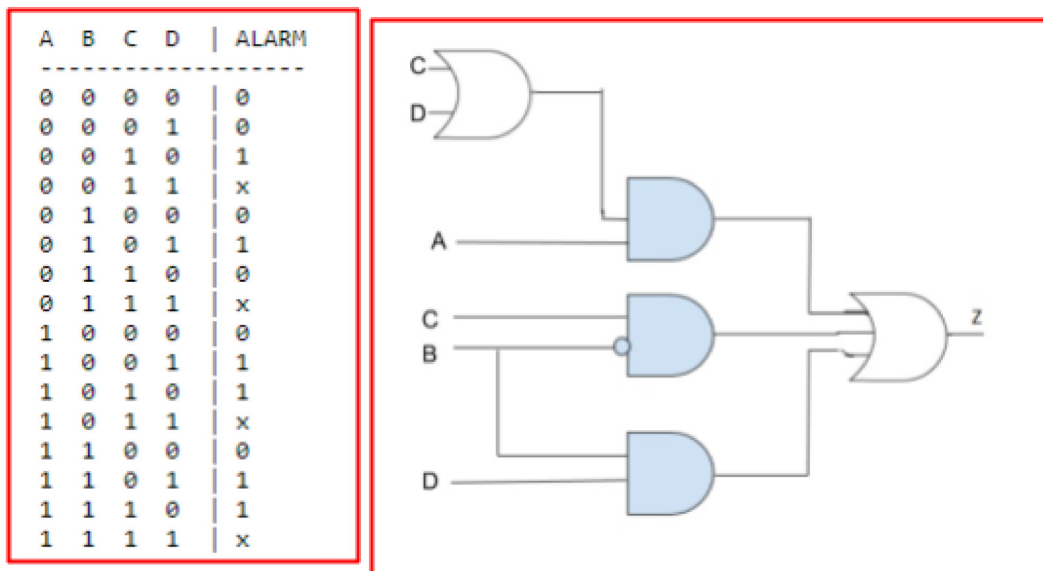 A B C D | ALARM
-------------------
0 0 0 0 | 0
0 0 0 1 | 0
0 0 1 0 | 1
0 0 1 1 | x
0 1 0 0 | 0
0 1 0 1 | 1
0 1 1 0 | 0
0 1 1 1 | x
1 0 0 0 | 0
1 0 0 1 | 1
1 0 1 0 | 1
1 0 1 1 | x
1 1 0 0 | 0
1 1 0 1 | 1
1 1 1 0 | 1
1 1 1 1 | x
C
D
A
C
B
D
Z